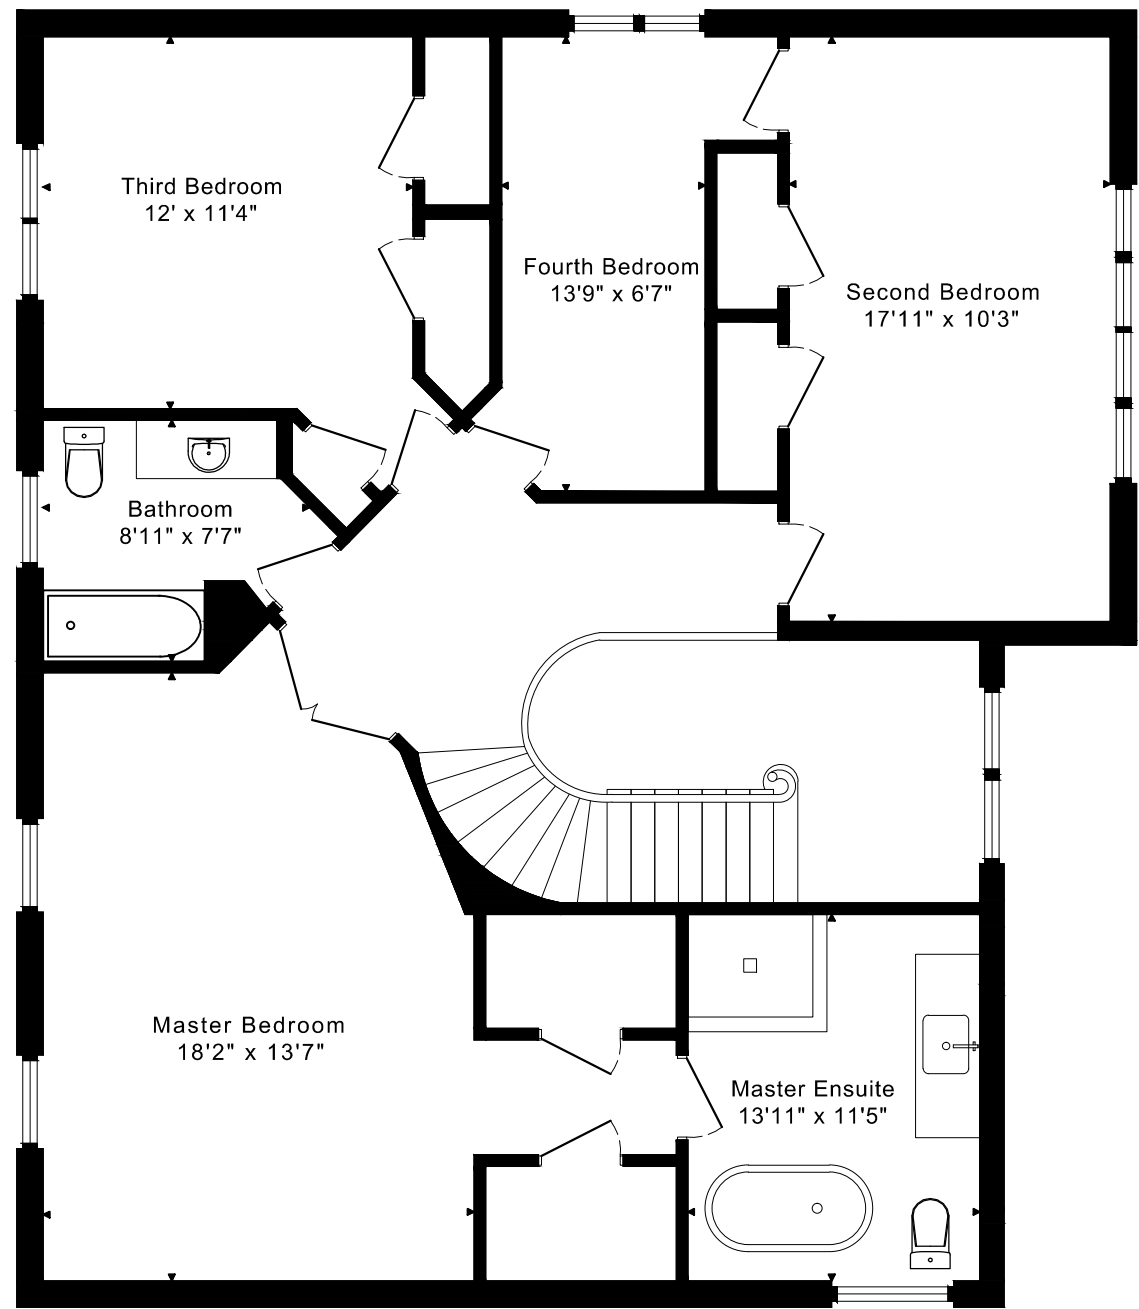 Third Bedroom
12' x 11'4"
Fourth Bedroom
13'9" x 6'7"
Second Bedroom
17'11" x 10'3"
Bathroom
8'11" x 7'7"
Master Bedroom
18'2" x 13'7"
Master Ensuite
13'11" x 11'5"